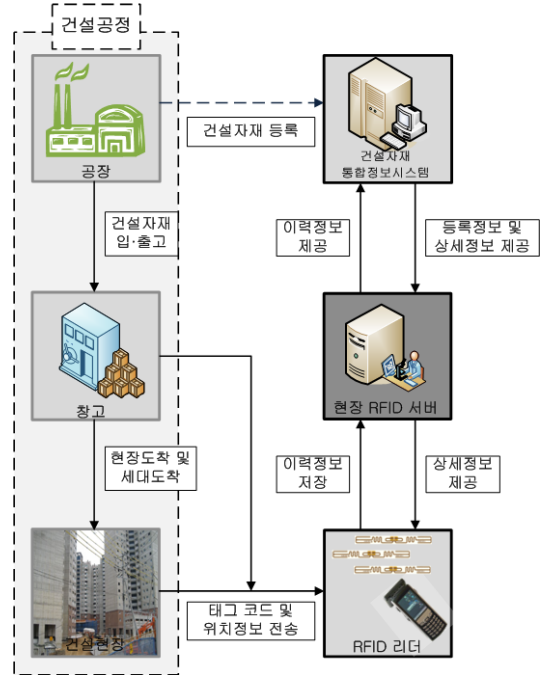 건설공정
공장
건설자재 등록
건설자재
통합정보시스템
건설자재
입·출고
이력정보
제공
등록정보 및
상세정보 제공
창고
현장 RFID 서버
현장도착 및
세대도착
이력정보
저장
상세정보
제공
건설현장
태그 코드 및
위치정보 전송
RFID 리더